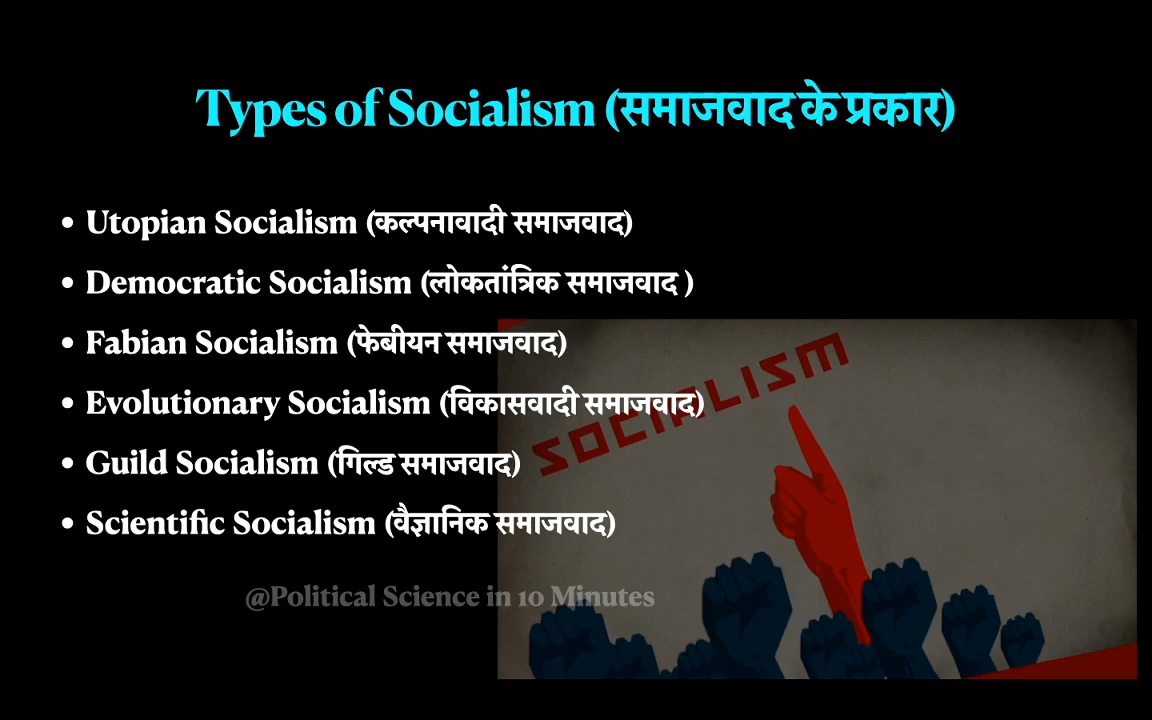 Types of Socialism (समाजवाद के प्रकार)
• Utopian Socialism (कल्पनावादी समाजवाद)
• Democratic Socialism (लोकतांत्रिक समाजवाद )
• Fabian Socialism (फेबीयन समाजवाद)
• Evolutionary Socialism (विकासवादी समाजवाद)
• Guild Socialism (गिल्ड समाजवाद)
• Scientific Socialism (वैज्ञानिक समाजवाद)
SOCIALISM
@Political Science in 10 Minutes